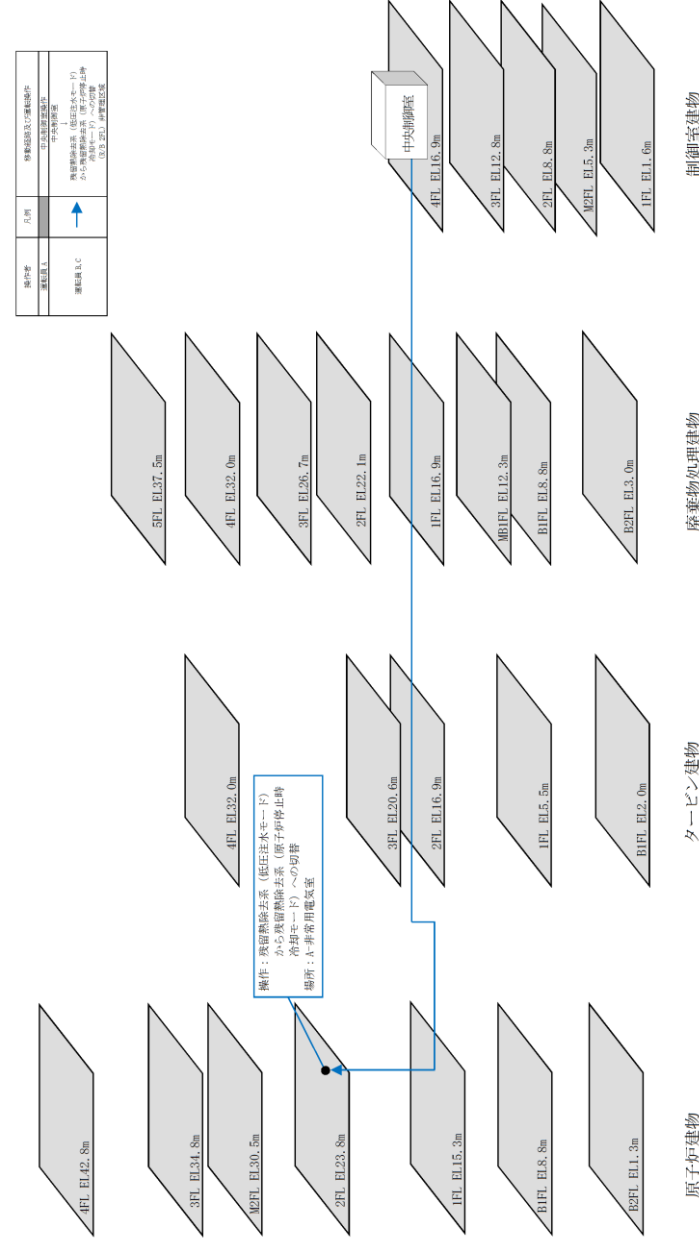 操作者 凡例 移動経路及び運転操作
運転員 A 中央制御室操作
運転員 B,C 中央制御室
↓
残留熱除去系（低圧注水モード）
から残留熱除去系（原子炉停止時
冷却モード）への切替
(R/B 2FL) 非管理区域
操作：残留熱除去系（低圧注水モード）
から残留熱除去系（原子炉停止時
冷却モード）への切替
場所：A-非常用電気室
4FL EL42.8m
3FL EL34.8m
M2FL EL30.5m
2FL EL23.8m
1FL EL15.3m
B1FL EL8.8m
B2FL EL1.3m
原子炉建物
4FL EL32.0m
3FL EL20.6m
2FL EL16.9m
1FL EL5.5m
B1FL EL2.0m
タービン建物
5FL EL37.5m
4FL EL32.0m
3FL EL26.7m
2FL EL22.1m
1FL EL16.9m
MB1FL EL12.3m
B1FL EL8.8m
B2FL EL3.0m
廃棄物処理建物
中央制御室
4FL EL16.9m
3FL EL12.8m
2FL EL8.8m
M2FL EL5.3m
1FL EL1.6m
制御室建物